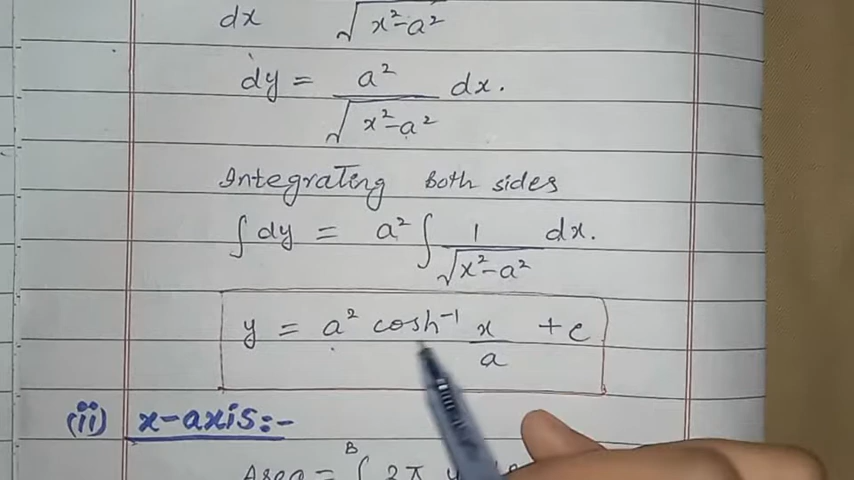 dx √x²-a²
dy = a² / √x²-a² dx.
Integrating Both sides
∫ dy = a² ∫ 1 / √x²-a² dx.
y = a² cosh⁻¹ x/a + c
(ii) x-axis:-
Area = ∫ B 2π y